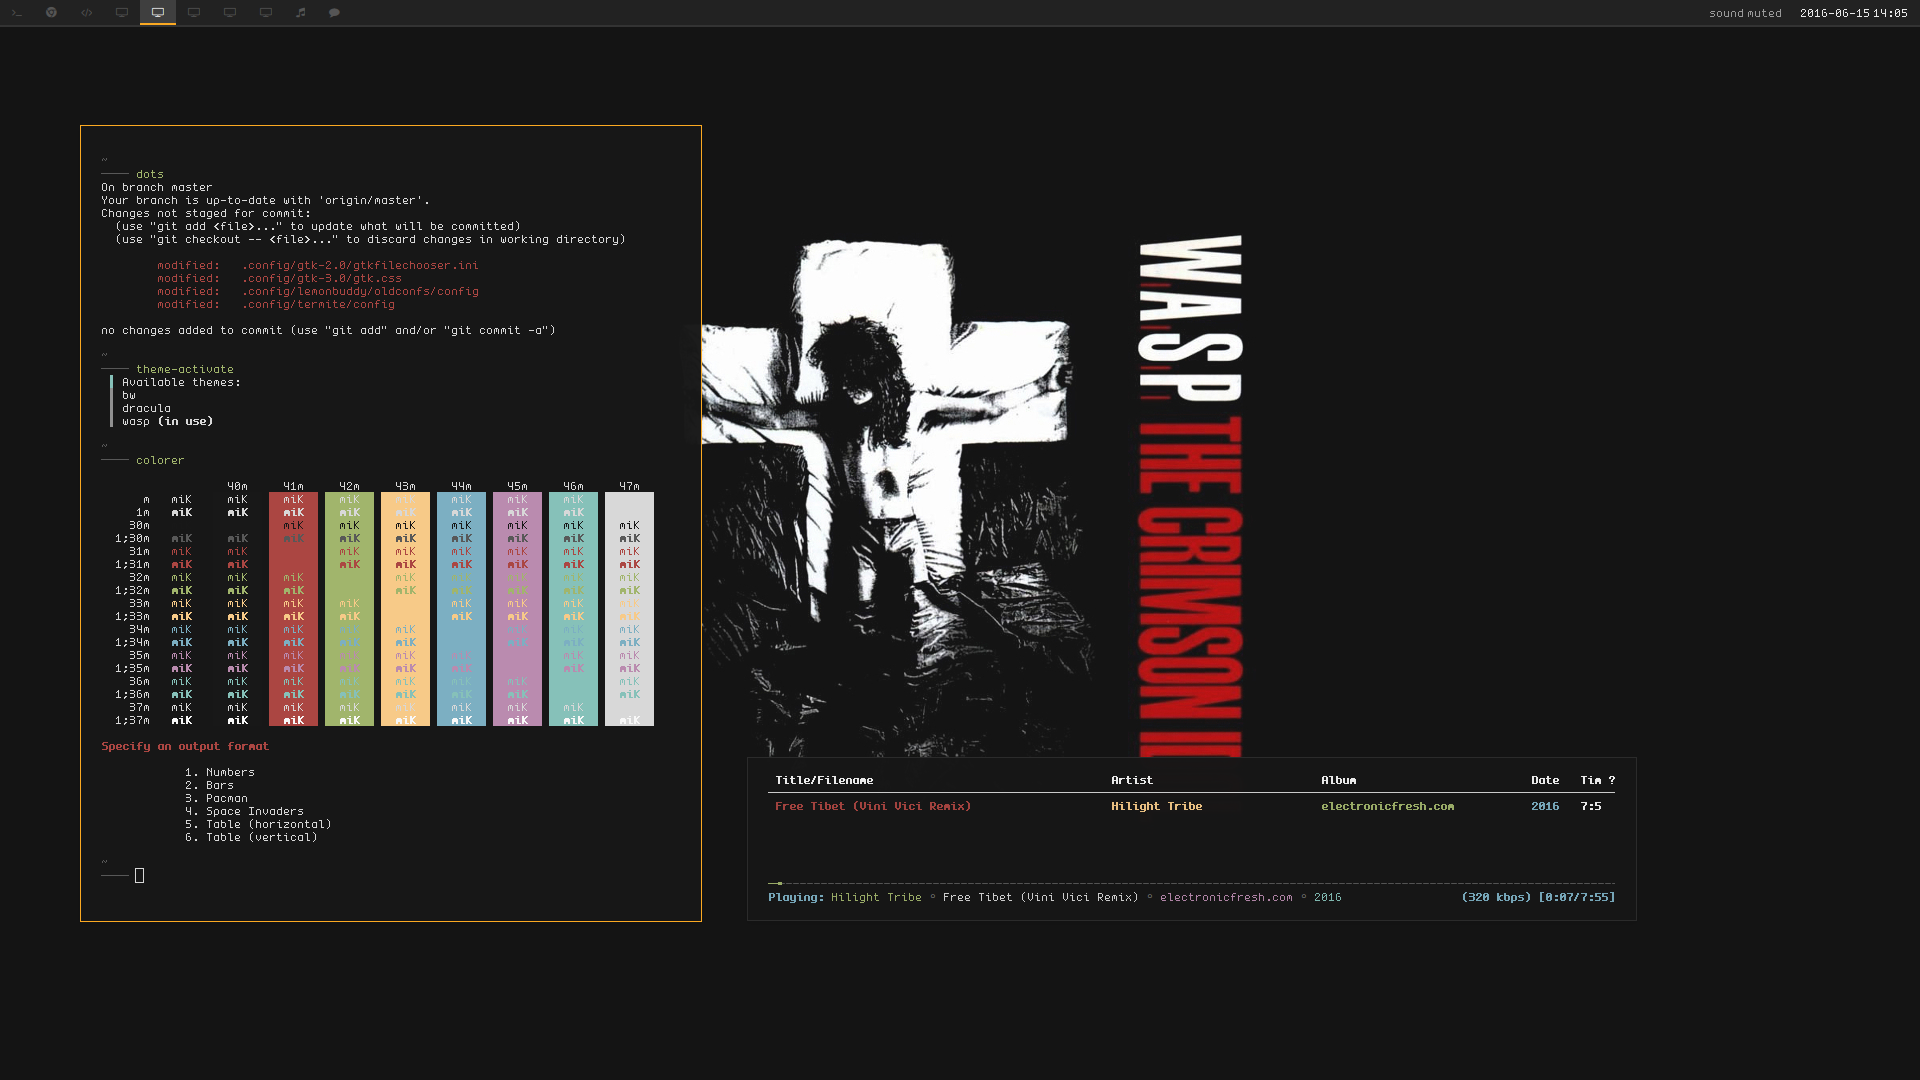 sound muted 2016-06-15 14:05
~
dots
On branch master
Your branch is up-to-date with 'origin/master'.
Changes not staged for commit:
(use "git add <file>..." to update what will be committed)
(use "git checkout -- <file>..." to discard changes in working directory)
modified: .config/gtk-2.0/gtkfilechooser.ini
modified: .config/gtk-3.0/gtk.css
modified: .config/lemonbuddy/oldconfs/config
modified: .config/termite/config
no changes added to commit (use "git add" and/or "git commit -a")
~
theme-activate
Available themes:
bw
dracula
wasp (in use)
~
colorer
40m 41m 42m 43m 44m 45m 46m 47m
m miK miK miK miK miK miK miK miK
1m miK miK miK miK miK miK miK miK
30m miK miK miK miK miK miK miK
1;30m miK miK miK miK miK miK miK miK miK
31m miK miK miK miK miK miK miK miK
1;31m miK miK miK miK miK miK miK miK
32m miK miK miK miK miK miK miK miK
1;32m miK miK miK miK miK miK miK miK
33m miK miK miK miK miK miK miK miK
1;33m miK miK miK miK miK miK miK miK
34m miK miK miK miK miK miK miK miK
1;34m miK miK miK miK miK miK miK miK
35m miK miK miK miK miK miK miK miK
1;35m miK miK miK miK miK miK miK miK
36m miK miK miK miK miK miK miK miK
1;36m miK miK miK miK miK miK miK miK
37m miK miK miK miK miK miK miK miK
1;37m miK miK miK miK miK miK miK miK miK
Specify an output format
1. Numbers
2. Bars
3. Pacman
4. Space Invaders
5. Table (horizontal)
6. Table (vertical)
~
WASP THE CRIMSON
Title/Filename Artist Album Date Tim ?
Free Tibet (Vini Vici Remix) Hilight Tribe electronicfresh.com 2016 7:5
Playing: Hilight Tribe ° Free Tibet (Vini Vici Remix) ° electronicfresh.com ° 2016 (320 kbps) [0:07/7:55]